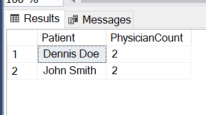 100 %
Results Messages
Patient PhysicianCount
1 Dennis Doe 2
2 John Smith 2